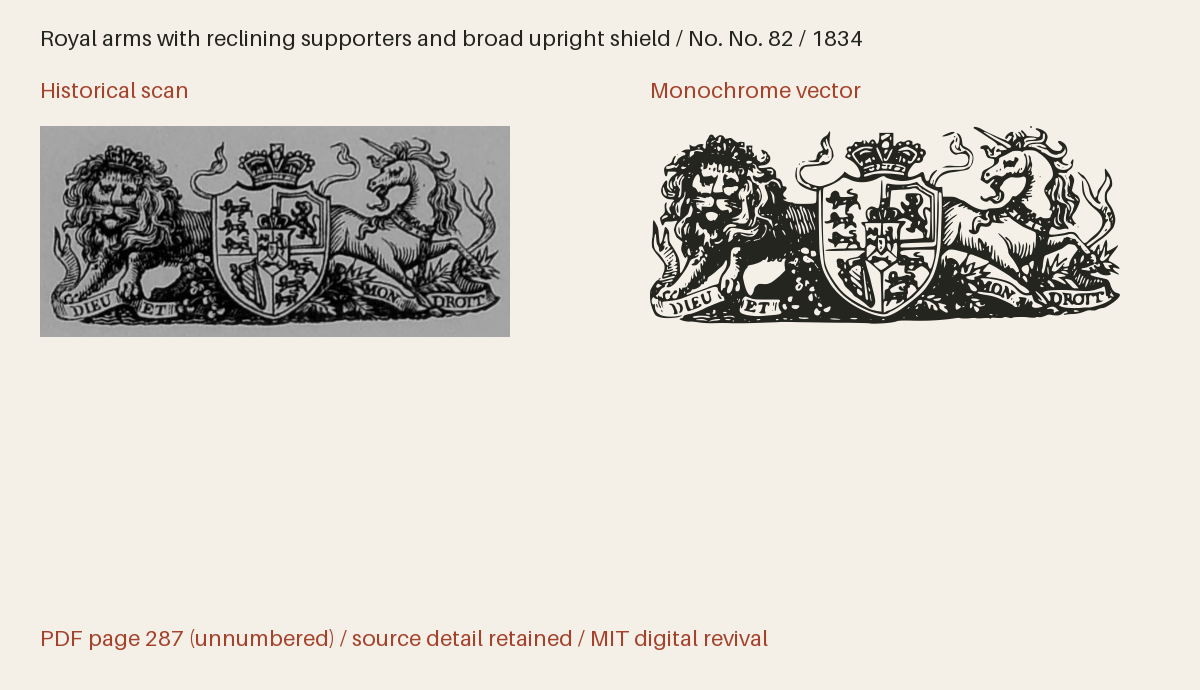 Royal arms with reclining supporters and broad upright shield / No. No. 82 / 1834
Historical scan
Monochrome vector
DIEU ET MON DROIT
DIEU ET MON DROIT
PDF page 287 (unnumbered) / source detail retained / MIT digital revival